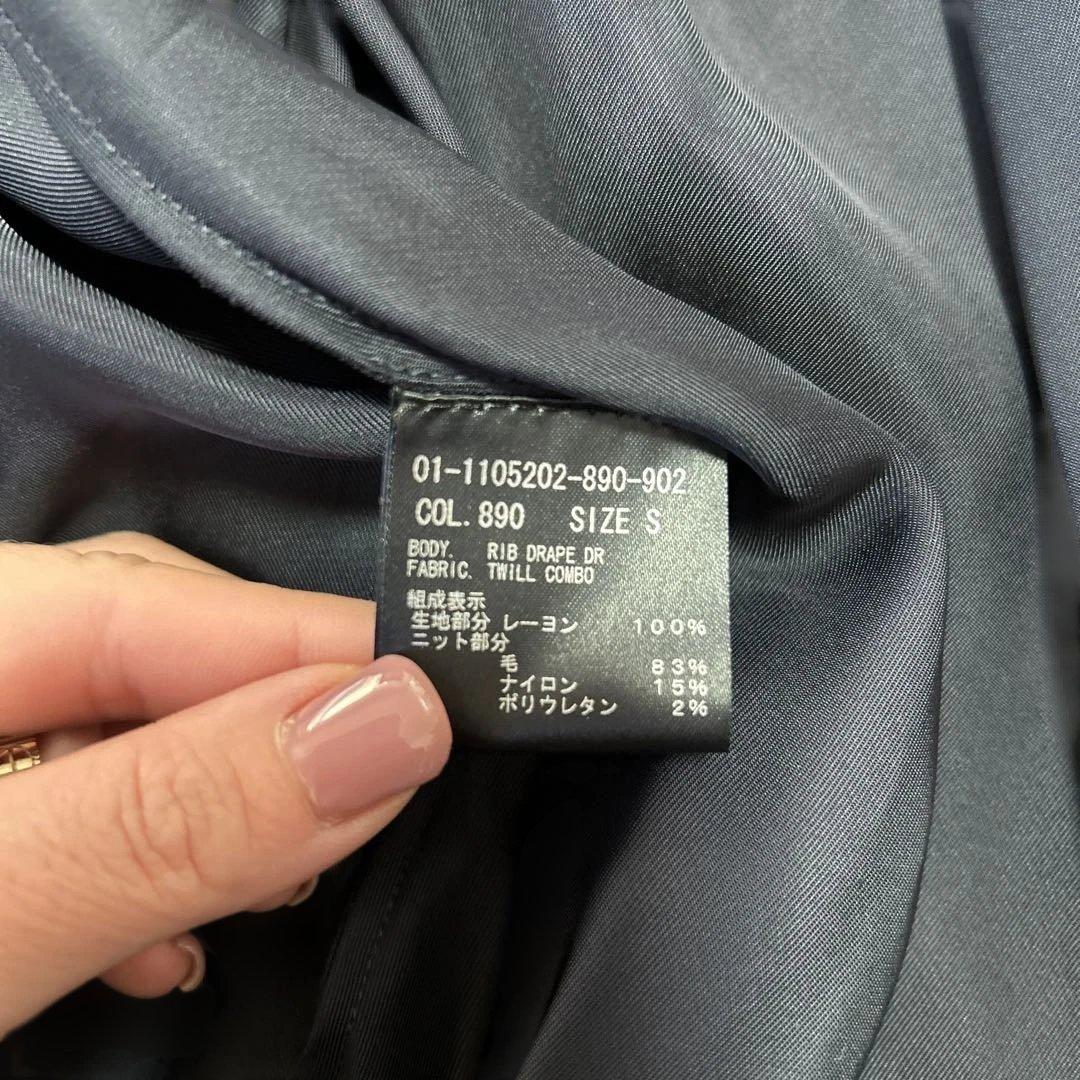 01-1105202-890-902
COL. 890 SIZE S
BODY. RIB DRAPE DR
FABRIC. TWILL COMBO
組成表示
生地部分 レーヨン 100%
ニット部分
毛 83%
ナイロン 15%
ポリウレタン 2%